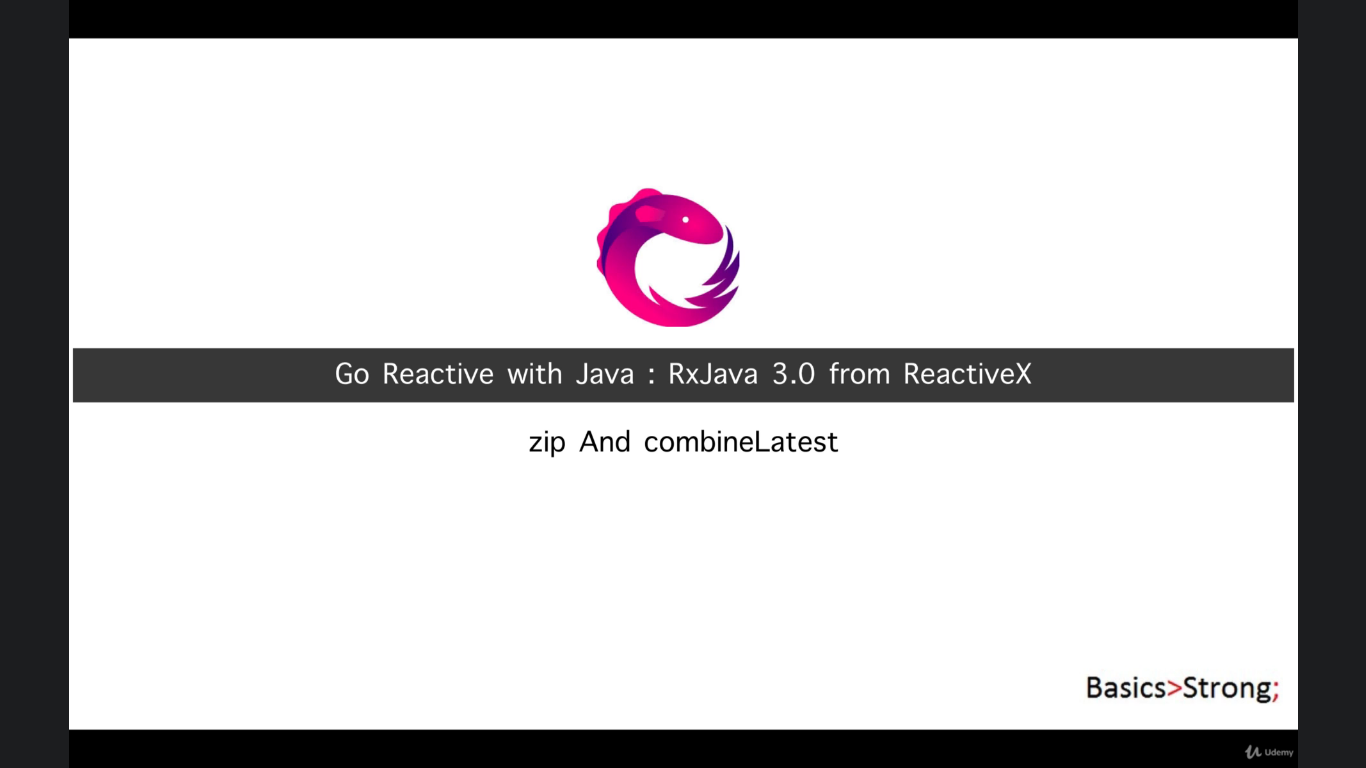 Go Reactive with Java : RxJava 3.0 from ReactiveX
zip And combineLatest
Basics>Strong;
Udemy